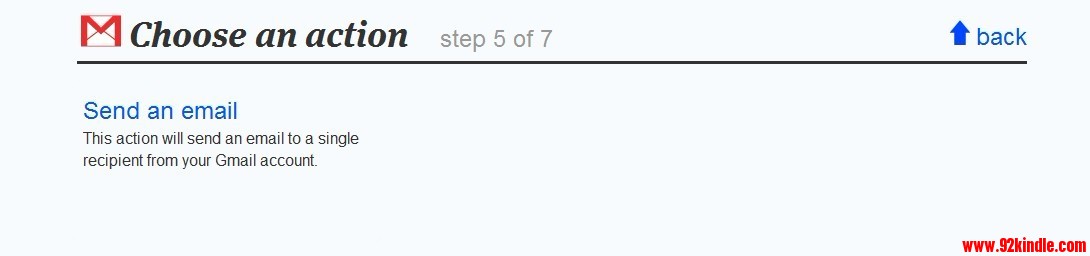 Choose an action step 5 of 7 back
Send an email
This action will send an email to a single
recipient from your Gmail account.
www.92kindle.com